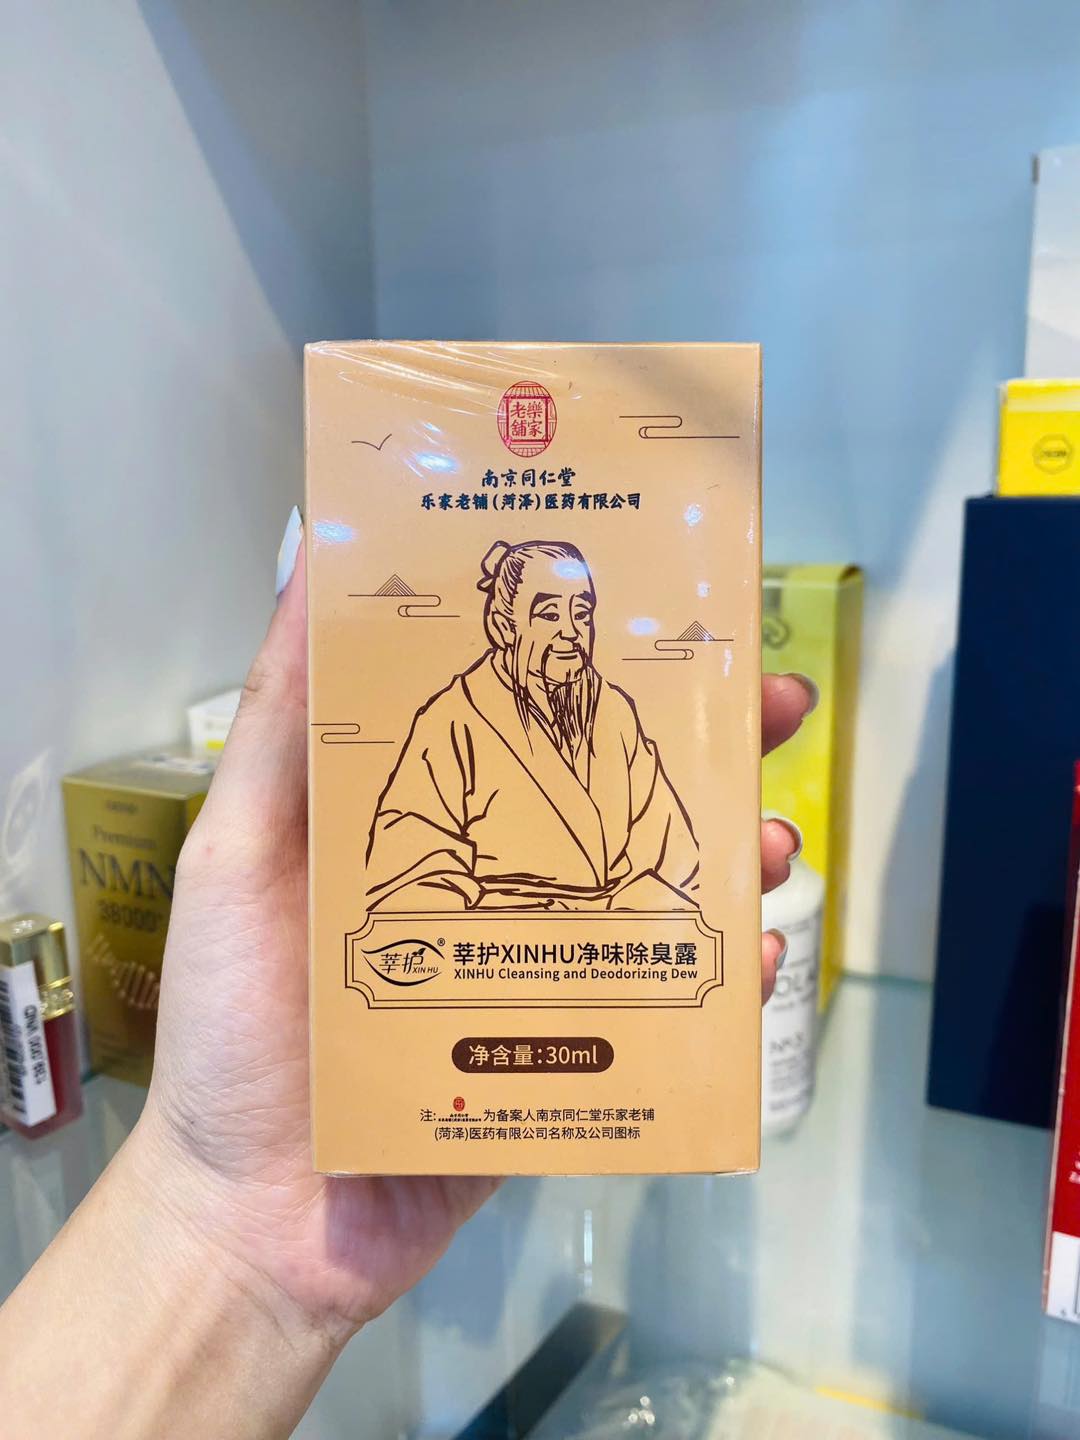 樂家老舖
南京同仁堂
乐家老铺(菏泽)医药有限公司
莘护
XIN HU
®
莘护XINHU净味除臭露
XINHU Cleansing and Deodorizing Dew
净含量:30ml
注: 为备案人南京同仁堂乐家老铺
(菏泽)医药有限公司名称及公司图标
Premium
NMN
38000+